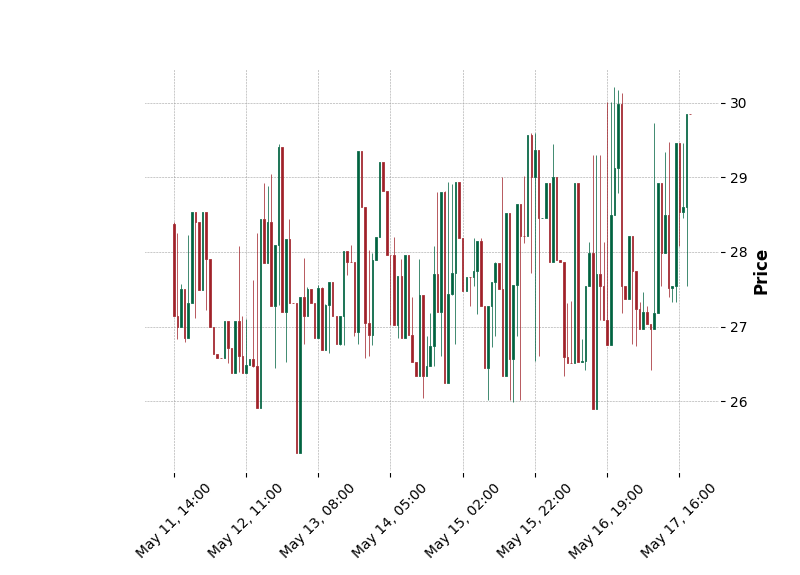 30
29
28
27
26
Price
May 11, 14:00
May 12, 11:00
May 13, 08:00
May 14, 05:00
May 15, 02:00
May 15, 22:00
May 16, 19:00
May 17, 16:00